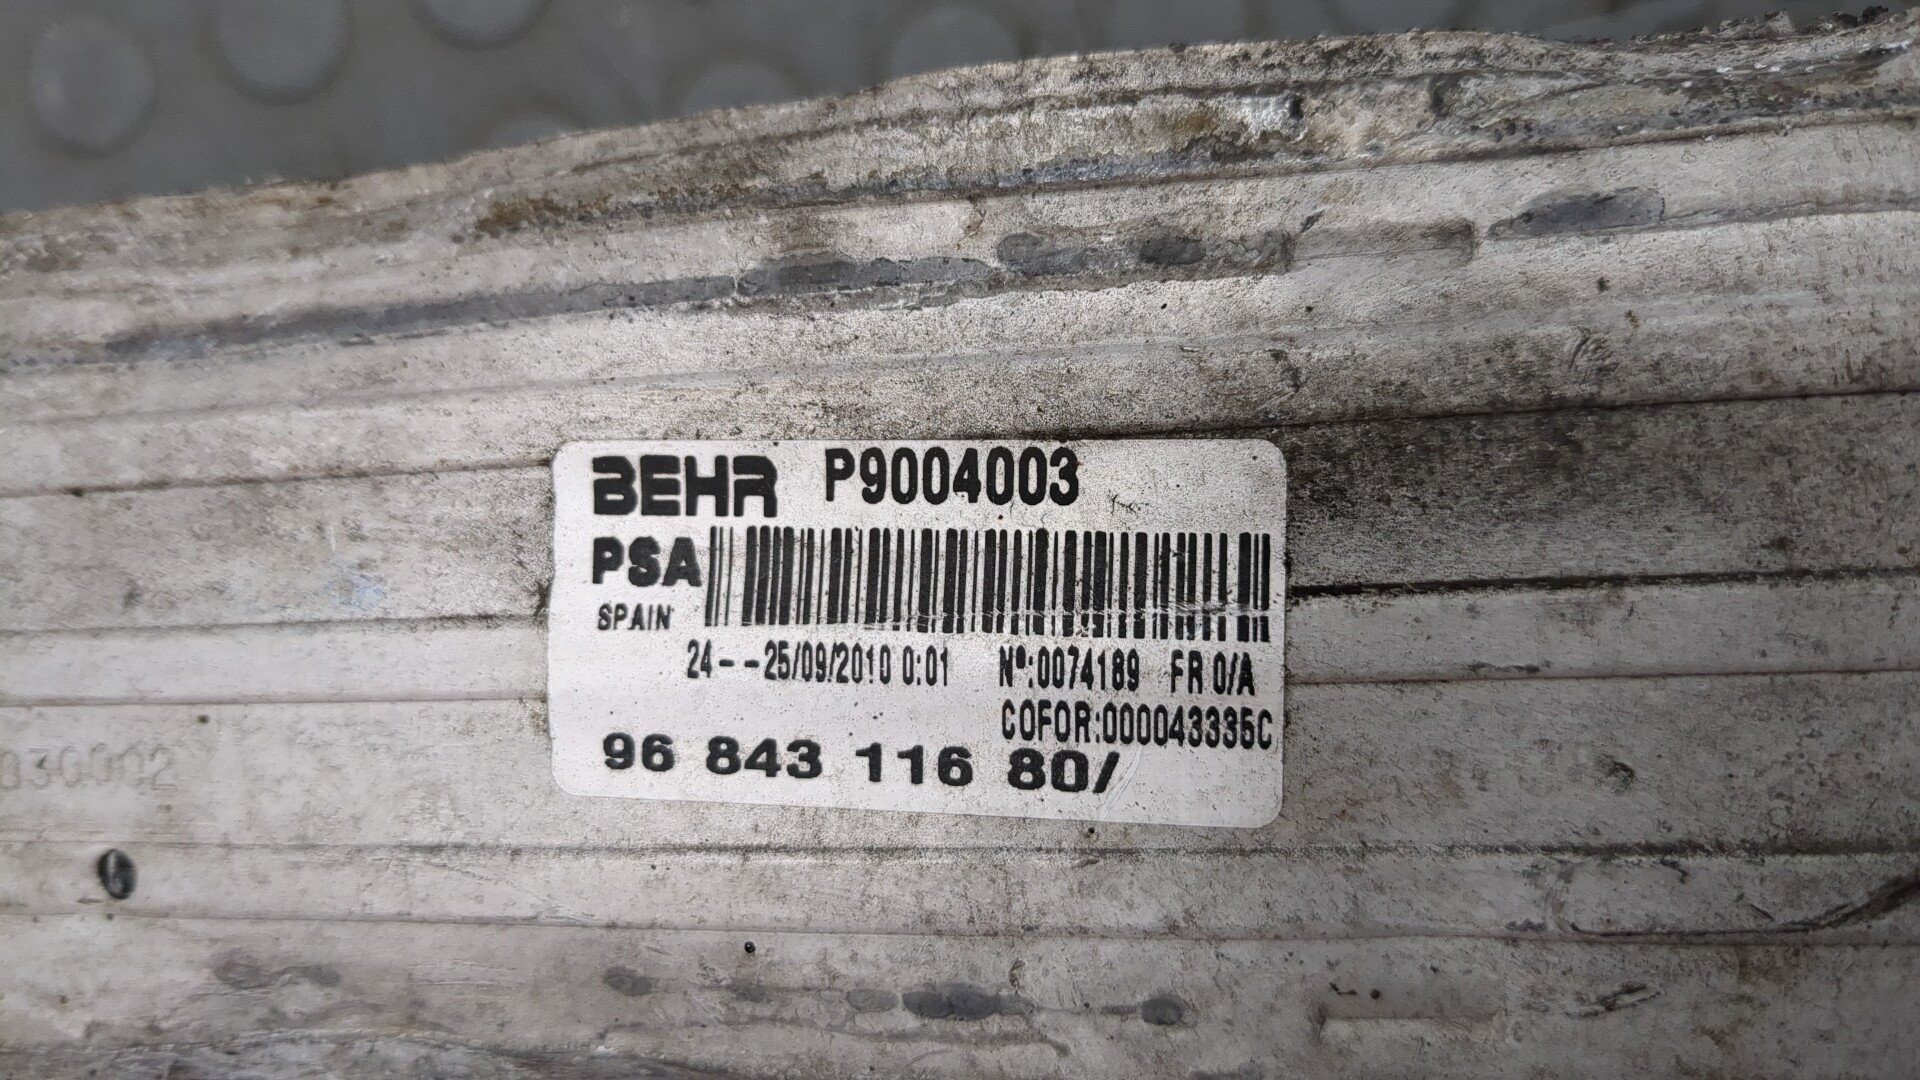 BEHR P9004003
PSA
SPAIN
24--25/09/2010 0:01 Nº:0074189 FR 0/A
COFOR:000043335C
96 843 116 80/
030002